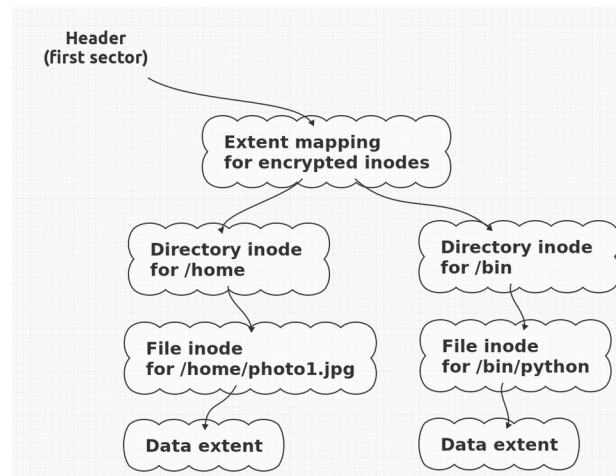 Header
(first sector)
Extent mapping
for encrypted inodes
Directory inode
for /home
Directory inode
for /bin
File inode
for /home/photo1.jpg
File inode
for /bin/python
Data extent
Data extent